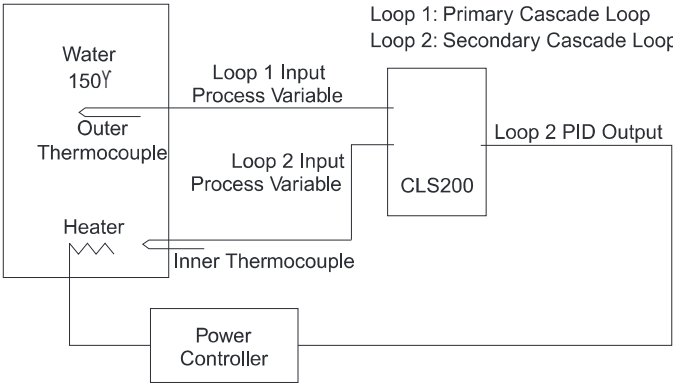 Loop 1: Primary Cascade Loop
Loop 2: Secondary Cascade Loop
Water
150Ɣ
Loop 1 Input
Process Variable
Outer
Thermocouple
Loop 2 Input
Process Variable
Loop 2 PID Output
CLS200
Heater
Inner Thermocouple
Power
Controller